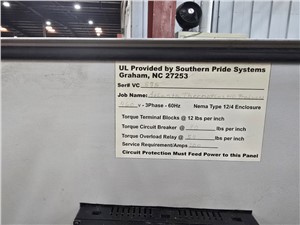 UL Provided by Southern Pride Systems
Graham, NC 27253
Ser# VC
Job Name:
v - 3Phase - 60Hz Nema Type 12/4 Enclosure
Torque Terminal Blocks @ 12 lbs per inch
Torque Circuit Breaker @ per inch
Torque Overload Relay @ lbs per inch
Service Requirement/Amps
Circuit Protection Must Feed Power to this Panel